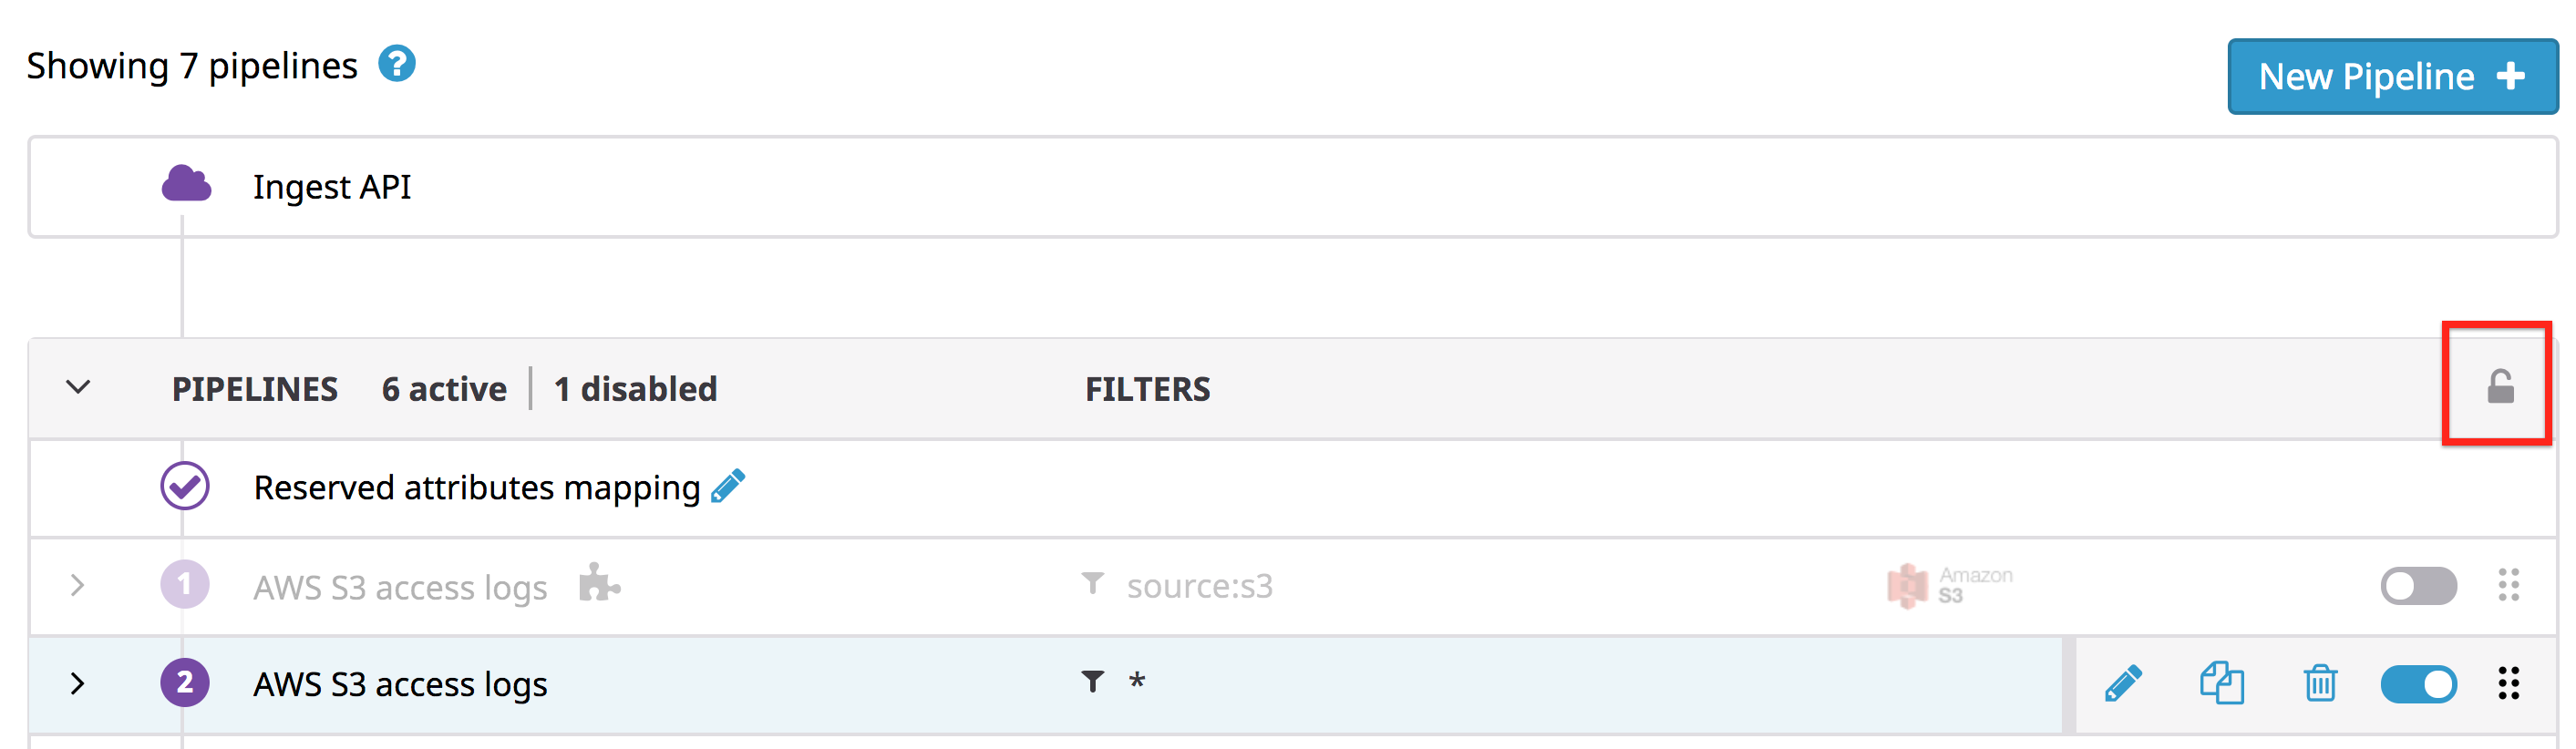 Showing 7 pipelines ?
New Pipeline +
Ingest API
PIPELINES 6 active | 1 disabled FILTERS
Reserved attributes mapping
1 AWS S3 access logs source:s3 Amazon S3
2 AWS S3 access logs *